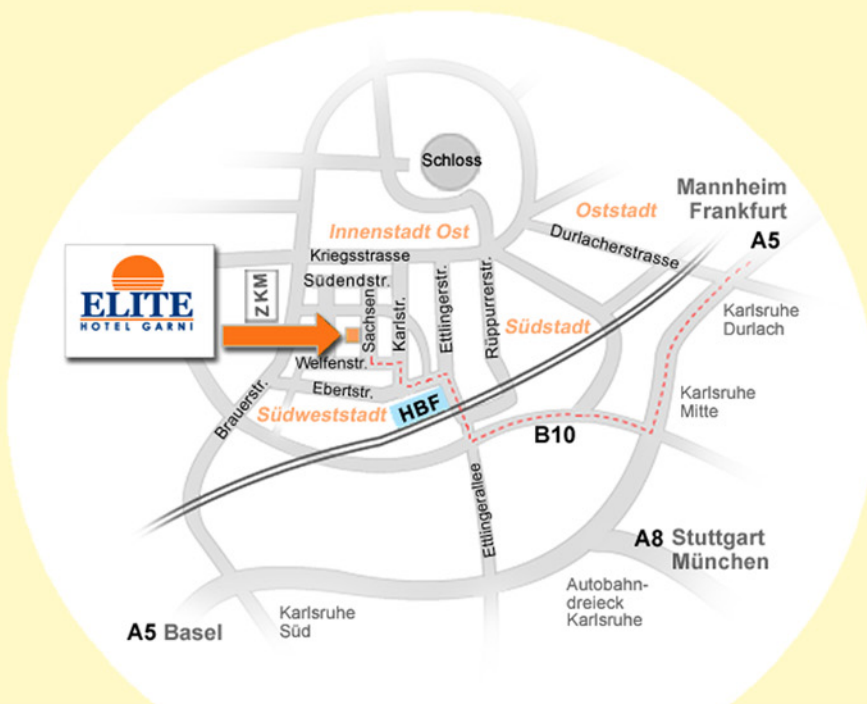 Schloss
Mannheim
Frankfurt
A5
Oststadt
Durlacherstrasse
Innenstadt Ost
Kriegsstrasse
Südendstr.
ZKM
ELITE
HOTEL GARNI
Sachsen
Karlstr.
Ettlingerstr.
Rüppurrerstr.
Südstadt
Karlsruhe
Durlach
Welfenstr.
Ebertstr.
Brauerstr.
Südweststadt
HBF
Karlsruhe
Mitte
B10
Ettlingerallee
A8 Stuttgart
München
Autobahn-
dreieck
Karlsruhe
Karlsruhe
Süd
A5 Basel